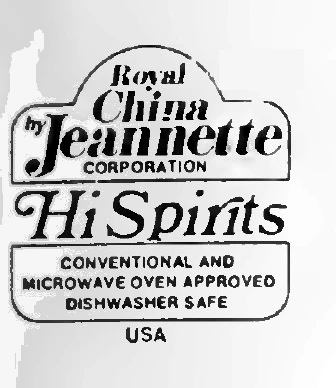 Royal
China
by Jeannette
CORPORATION
Hi Spirits
CONVENTIONAL AND
MICROWAVE OVEN APPROVED
DISHWASHER SAFE
USA